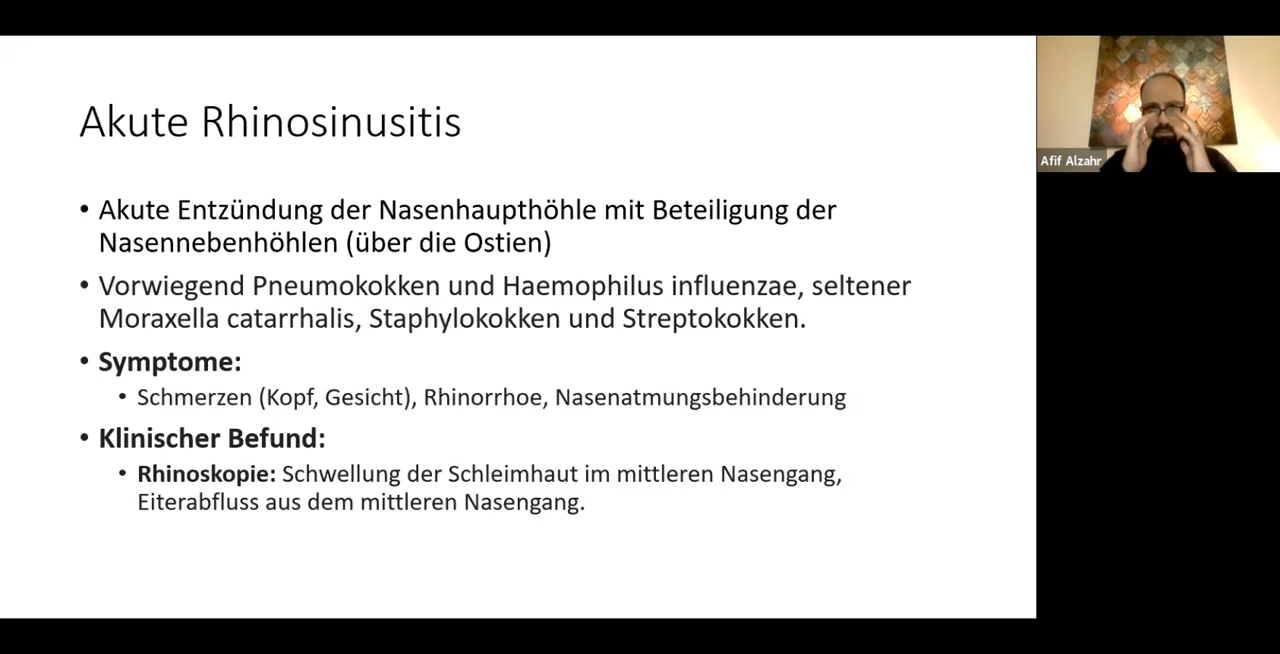 Akute Rhinosinusitis
• Akute Entzündung der Nasenhaupthöhle mit Beteiligung der
Nasennebenhöhlen (über die Ostien)
• Vorwiegend Pneumokokken und Haemophilus influenzae, seltener
Moraxella catarrhalis, Staphylokokken und Streptokokken.
• Symptome:
• Schmerzen (Kopf, Gesicht), Rhinorrhoe, Nasenatmungsbehinderung
• Klinischer Befund:
• Rhinoskopie: Schwellung der Schleimhaut im mittleren Nasengang,
Eiterabfluss aus dem mittleren Nasengang.
Afif Alzahr